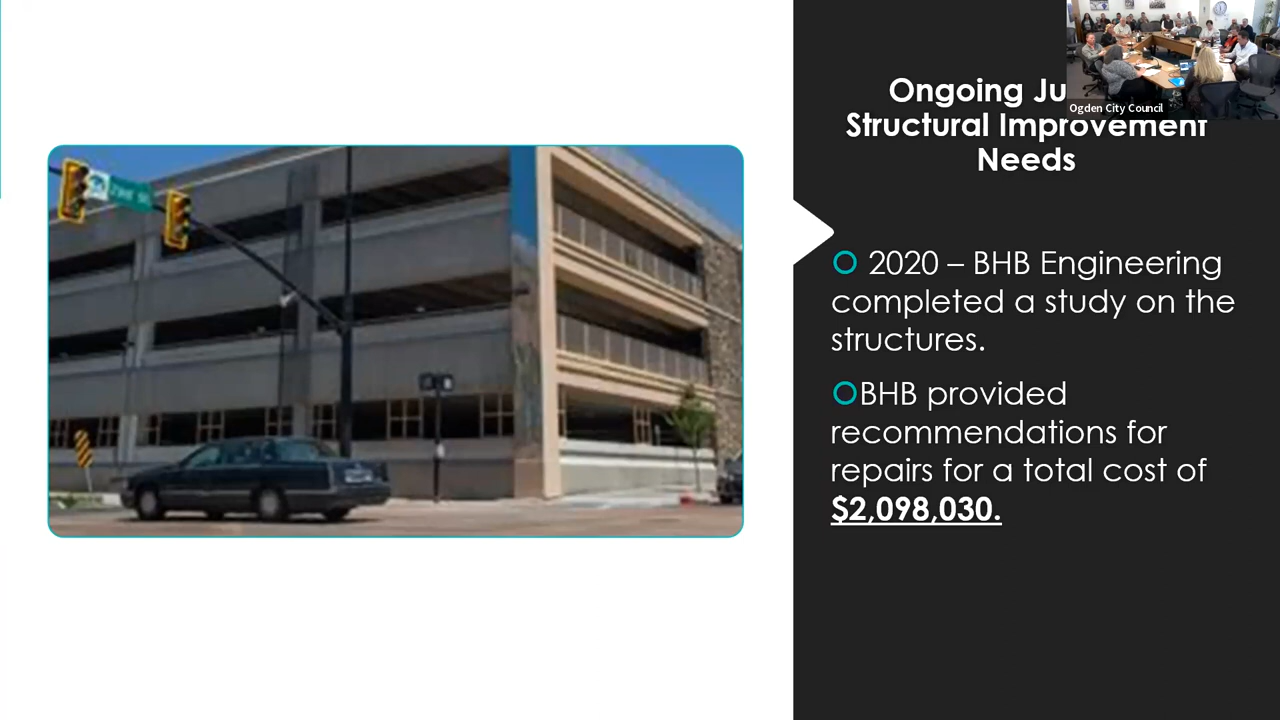 Ogden City Council
Ongoing Ju
Structural Improvement
Needs
2020 – BHB Engineering
completed a study on the
structures.
BHB provided
recommendations for
repairs for a total cost of
$2,098,030.